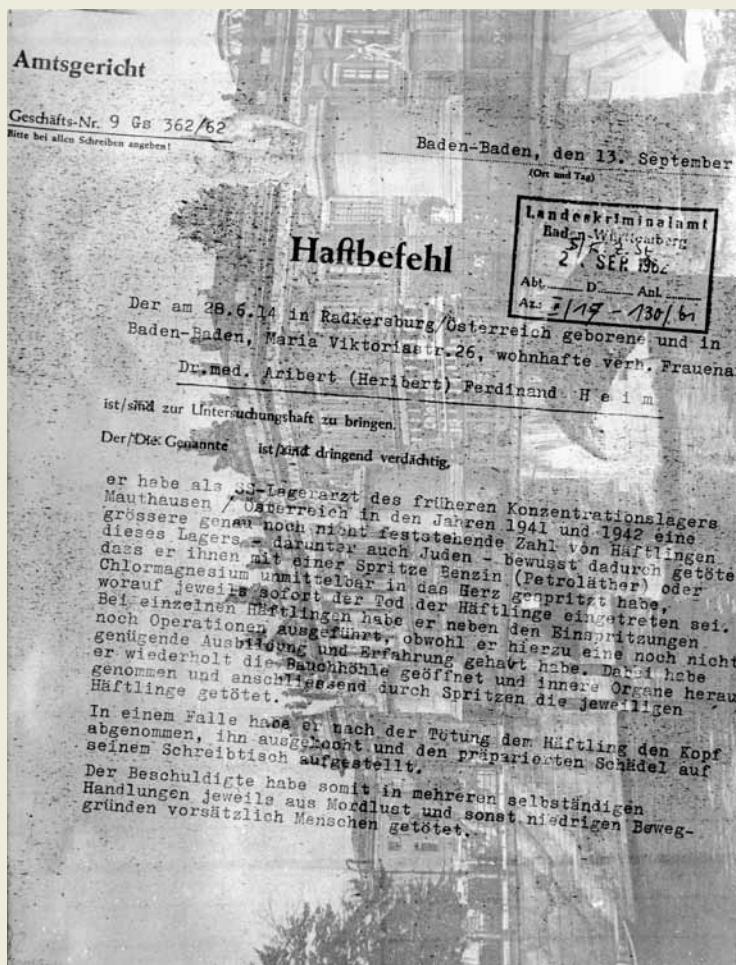 Amtsgericht
Geschäfts-Nr. 9 Gs 362/62
Bitte bei allen Schreiben angeben!
Baden-Baden, den 13. September
(Ort und Tag)
Landeskriminalamt
Baden-Württemberg
SEP. 1962
Abt. D. Anl.
Az.: I/17 - 130/61
Haftbefehl
Der am 28.6.14 in Radkersburg/Österreich geborene und in
Baden-Baden, Maria Viktoriastr.26, wohnhafte verh. Frauena
Dr.med. Aribert (Heribert) Ferdinand H e i m
ist/sind zur Untersuchungshaft zu bringen.
Der/Die Genannte ist/sind dringend verdächtig,
er habe als SS-Lagerarzt des früheren Konzentrationslagers
Mauthausen / Österreich in den Jahren 1941 und 1942 eine
grössere genau noch nicht feststehende Zahl von Häftlingen
dieses Lagers - darunter auch Juden - bewusst dadurch getöte
dass er ihnen mit einer Spritze Benzin (Petroläther) oder
Chlormagnesium unmittelbar in das Herz gespritzt habe,
worauf jeweils sofort der Tod der Häftlinge eingetreten sei.
Bei einzelnen Häftlingen habe er neben den Einspritzungen
noch Operationen ausgeführt, obwohl er hierzu eine noch nicht
genügende Ausbildung und Erfahrung gehabt habe. Dabei habe
er wiederholt die Bauchhöhle geöffnet und innere Organe herau
genommen und anschliessend durch Spritzen die jeweiligen
Häftlinge getötet.
In einem Falle habe er nach der Tötung dem Häftling den Kopf
abgenommen, ihn ausgekocht und den präparierten Schädel auf
seinem Schreibtisch aufgestellt.
Der Beschuldigte habe somit in mehreren selbständigen
Handlungen jeweils aus Mordlust und sonst niedrigen Beweg-
gründen vorsätzlich Menschen getötet.